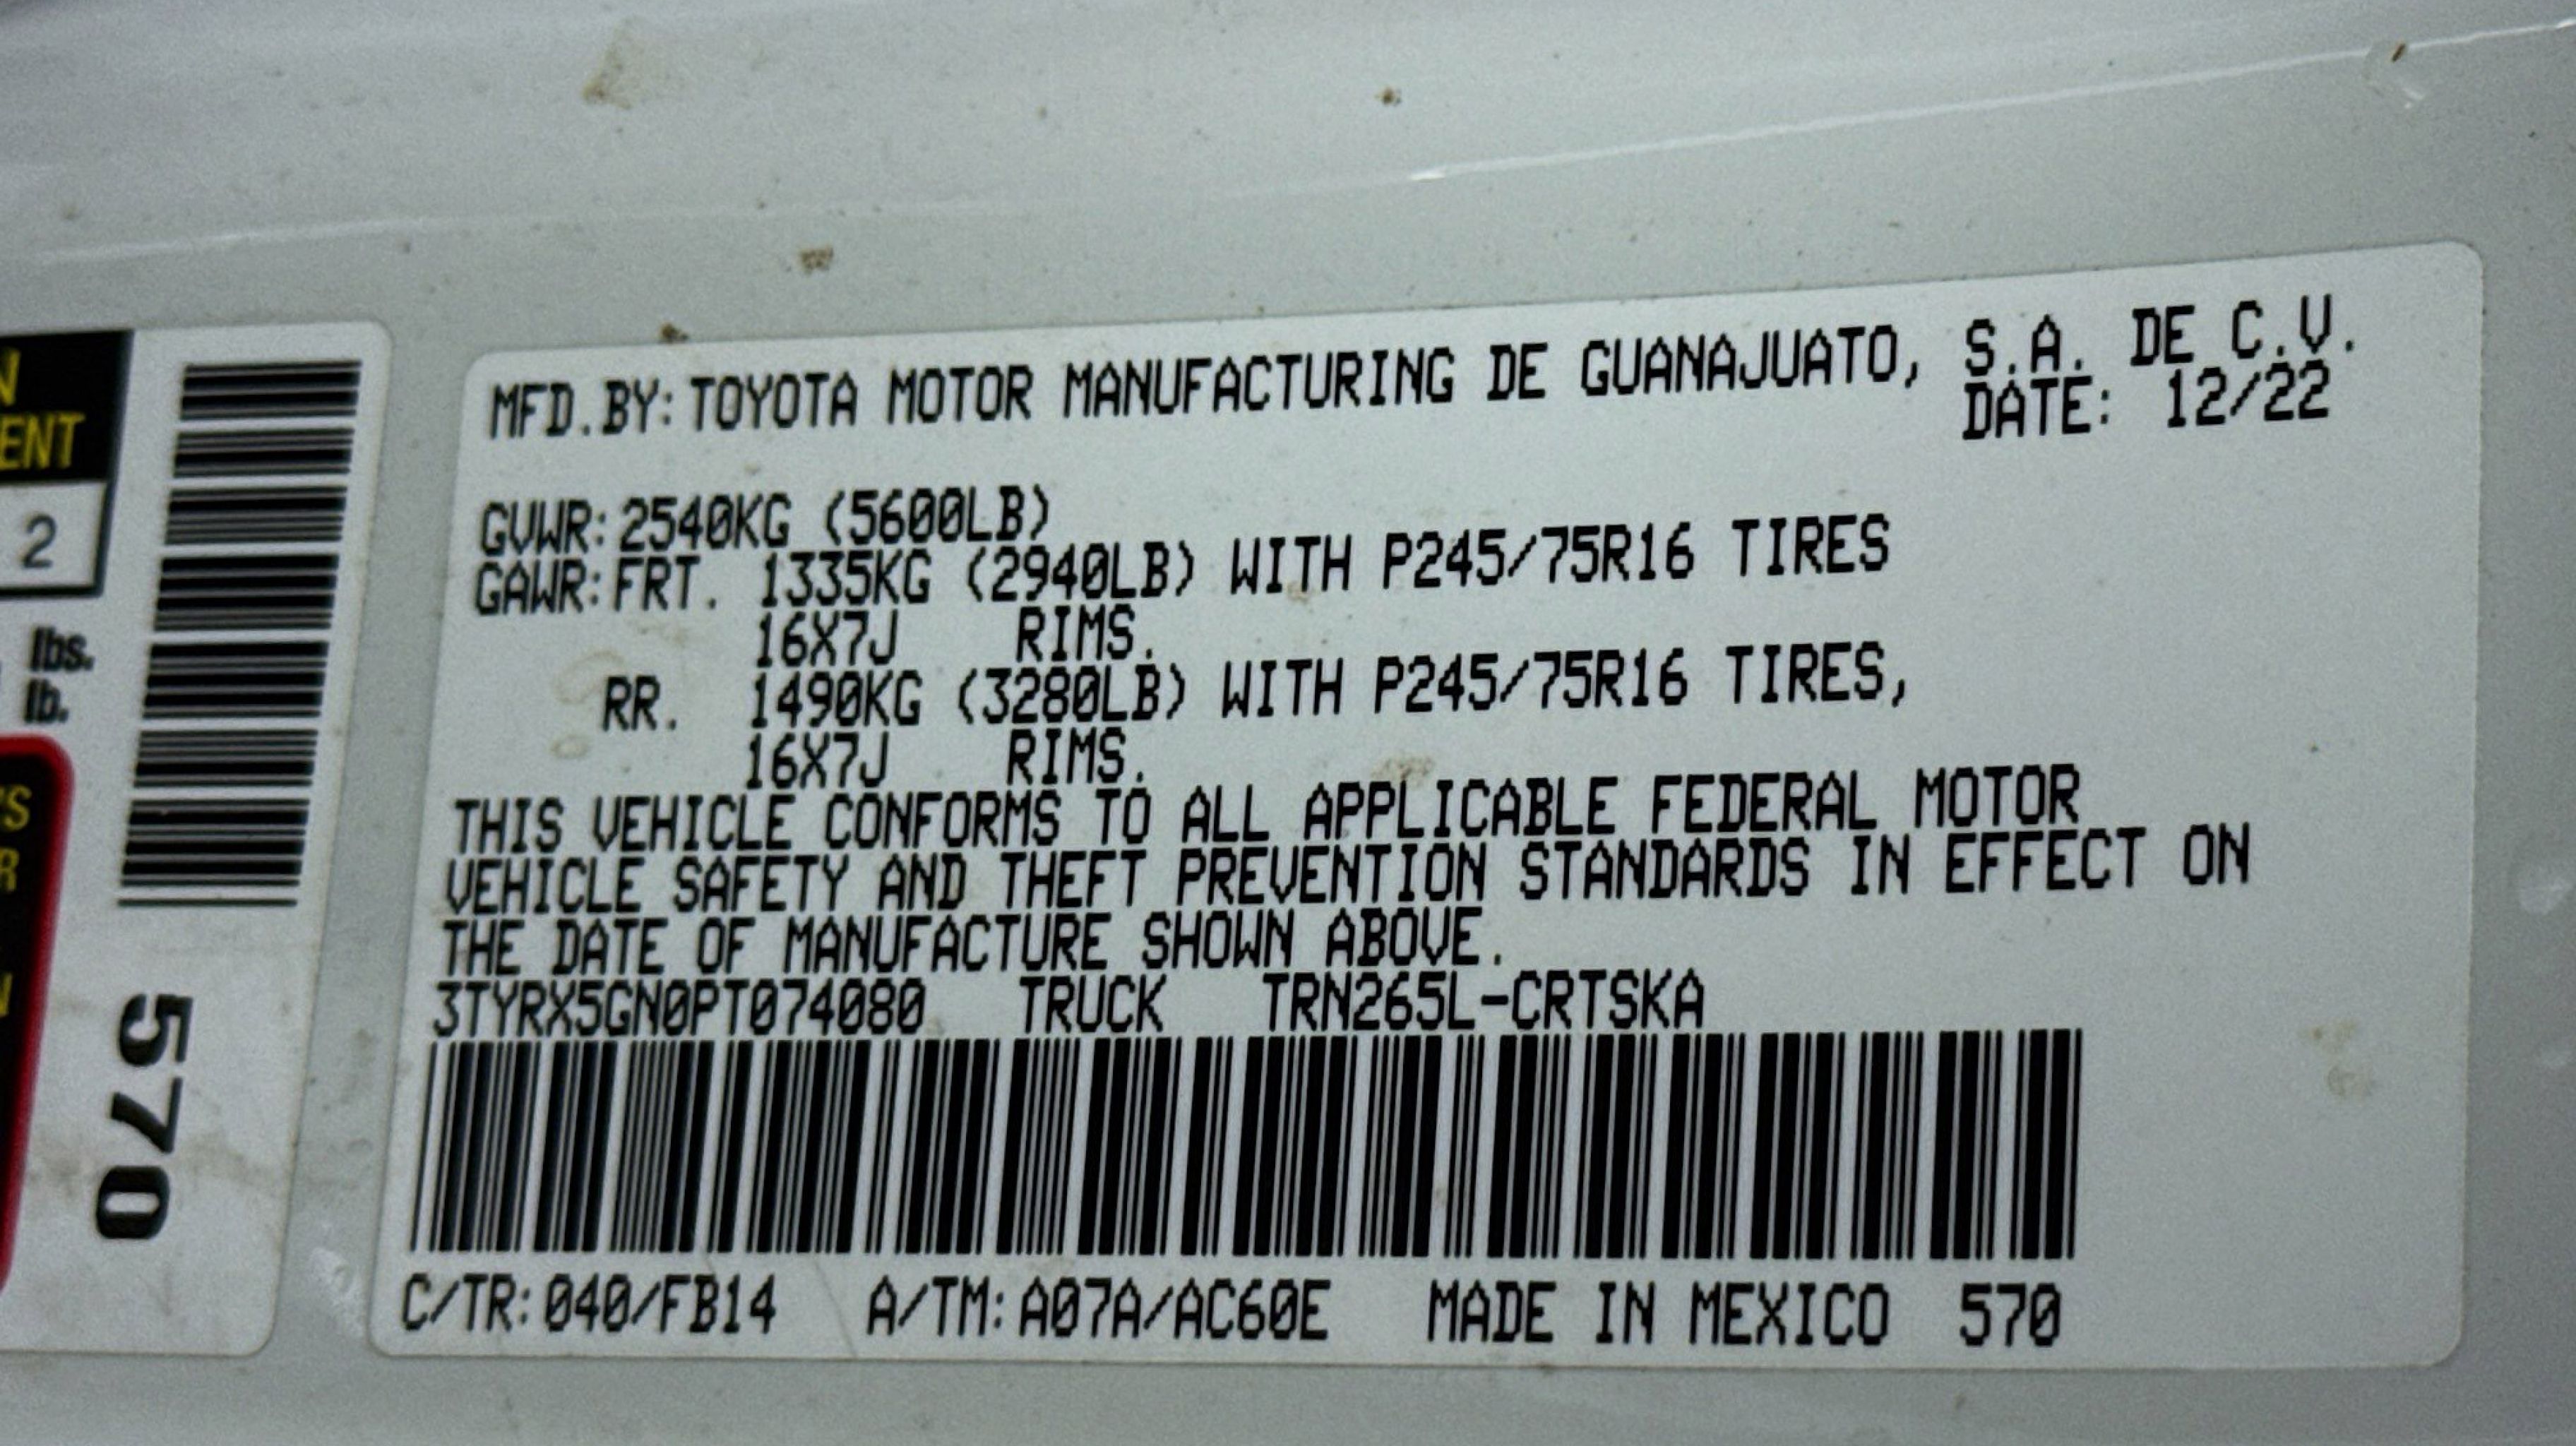 N
ENT
2
lbs.
lb.
'S
R
N
570
MFD.BY: TOYOTA MOTOR MANUFACTURING DE GUANAJUATO, S.A. DE C.V.
DATE: 12/22
GVWR: 2540KG (5600LB)
GAWR: FRT. 1335KG (2940LB) WITH P245/75R16 TIRES
16X7J RIMS.
RR. 1490KG (3280LB) WITH P245/75R16 TIRES,
16X7J RIMS.
THIS VEHICLE CONFORMS TO ALL APPLICABLE FEDERAL MOTOR
VEHICLE SAFETY AND THEFT PREVENTION STANDARDS IN EFFECT ON
THE DATE OF MANUFACTURE SHOWN ABOVE.
3TYRX5GN0PT074080 TRUCK TRN265L-CRTSKA
C/TR: 040/FB14 A/TM: A07A/AC60E MADE IN MEXICO 570